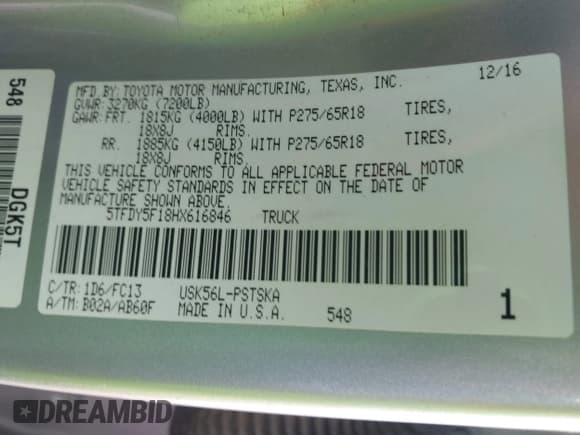 MFD.BY:TOYOTA MOTOR MANUFACTURING, TEXAS, INC. 12/16
GVWR:3270KG (7200LB)
GAWR:FRT. 1815KG (4000LB) WITH P275/65R18 TIRES,
18X8J RIMS,
RR. 1885KG (4150LB) WITH P275/65R18 TIRES,
18X8J RIMS.
THIS VEHICLE CONFORMS TO ALL APPLICABLE FEDERAL MOTOR
VEHICLE SAFETY STANDARDS IN EFFECT ON THE DATE OF
MANUFACTURE SHOWN ABOVE.
5TFDY5F18HX616846 TRUCK
C/TR:1D6/FC13 USK56L-PSTSKA
A/TM:B02A/AB60F MADE IN U.S.A. 548 1
548
DGK5T
DREAMBID